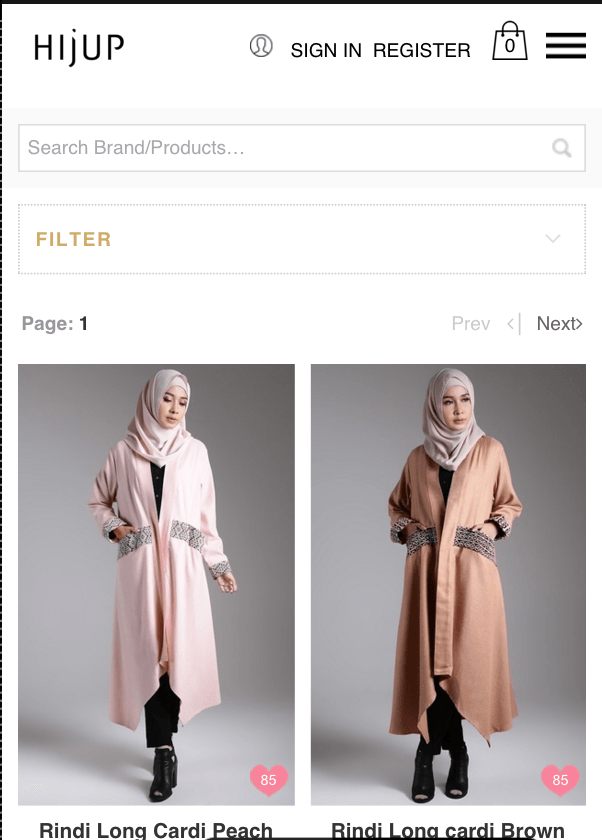 HIJUP
SIGN IN REGISTER 0
Search Brand/Products...
FILTER
Page: 1 Prev <| Next>
85 85
Rindi Long Cardi Peach Rindi Long cardi Brown